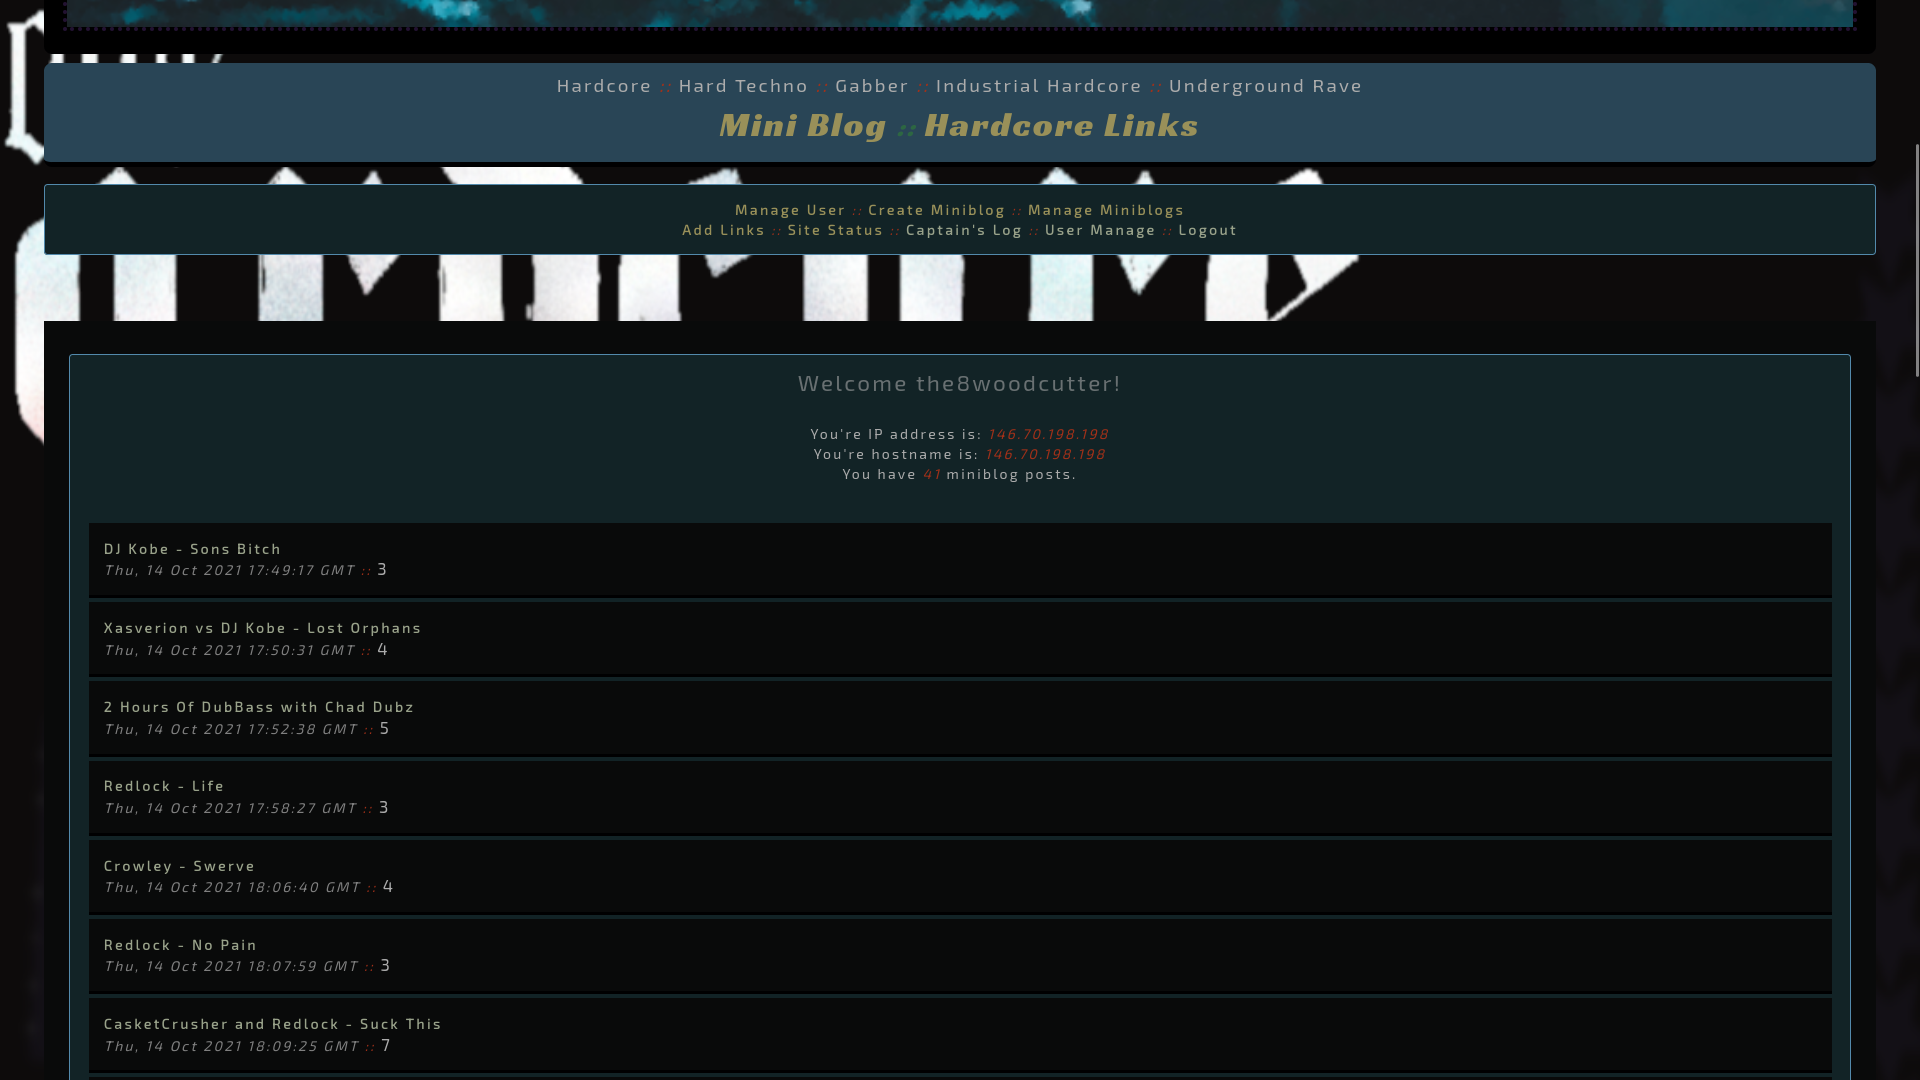 Hardcore :: Hard Techno :: Gabber :: Industrial Hardcore :: Underground Rave
Mini Blog :: Hardcore Links
Manage User :: Create Miniblog :: Manage Miniblogs
Add Links :: Site Status :: Captain's Log :: User Manage :: Logout
Welcome the8woodcutter!
You're IP address is: 146.70.198.198
You're hostname is: 146.70.198.198
You have 41 miniblog posts.
DJ Kobe - Sons Bitch
Thu, 14 Oct 2021 17:49:17 GMT :: 3
Xasverion vs DJ Kobe - Lost Orphans
Thu, 14 Oct 2021 17:50:31 GMT :: 4
2 Hours Of DubBass with Chad Dubz
Thu, 14 Oct 2021 17:52:38 GMT :: 5
Redlock - Life
Thu, 14 Oct 2021 17:58:27 GMT :: 3
Crowley - Swerve
Thu, 14 Oct 2021 18:06:40 GMT :: 4
Redlock - No Pain
Thu, 14 Oct 2021 18:07:59 GMT :: 3
CasketCrusher and Redlock - Suck This
Thu, 14 Oct 2021 18:09:25 GMT :: 7